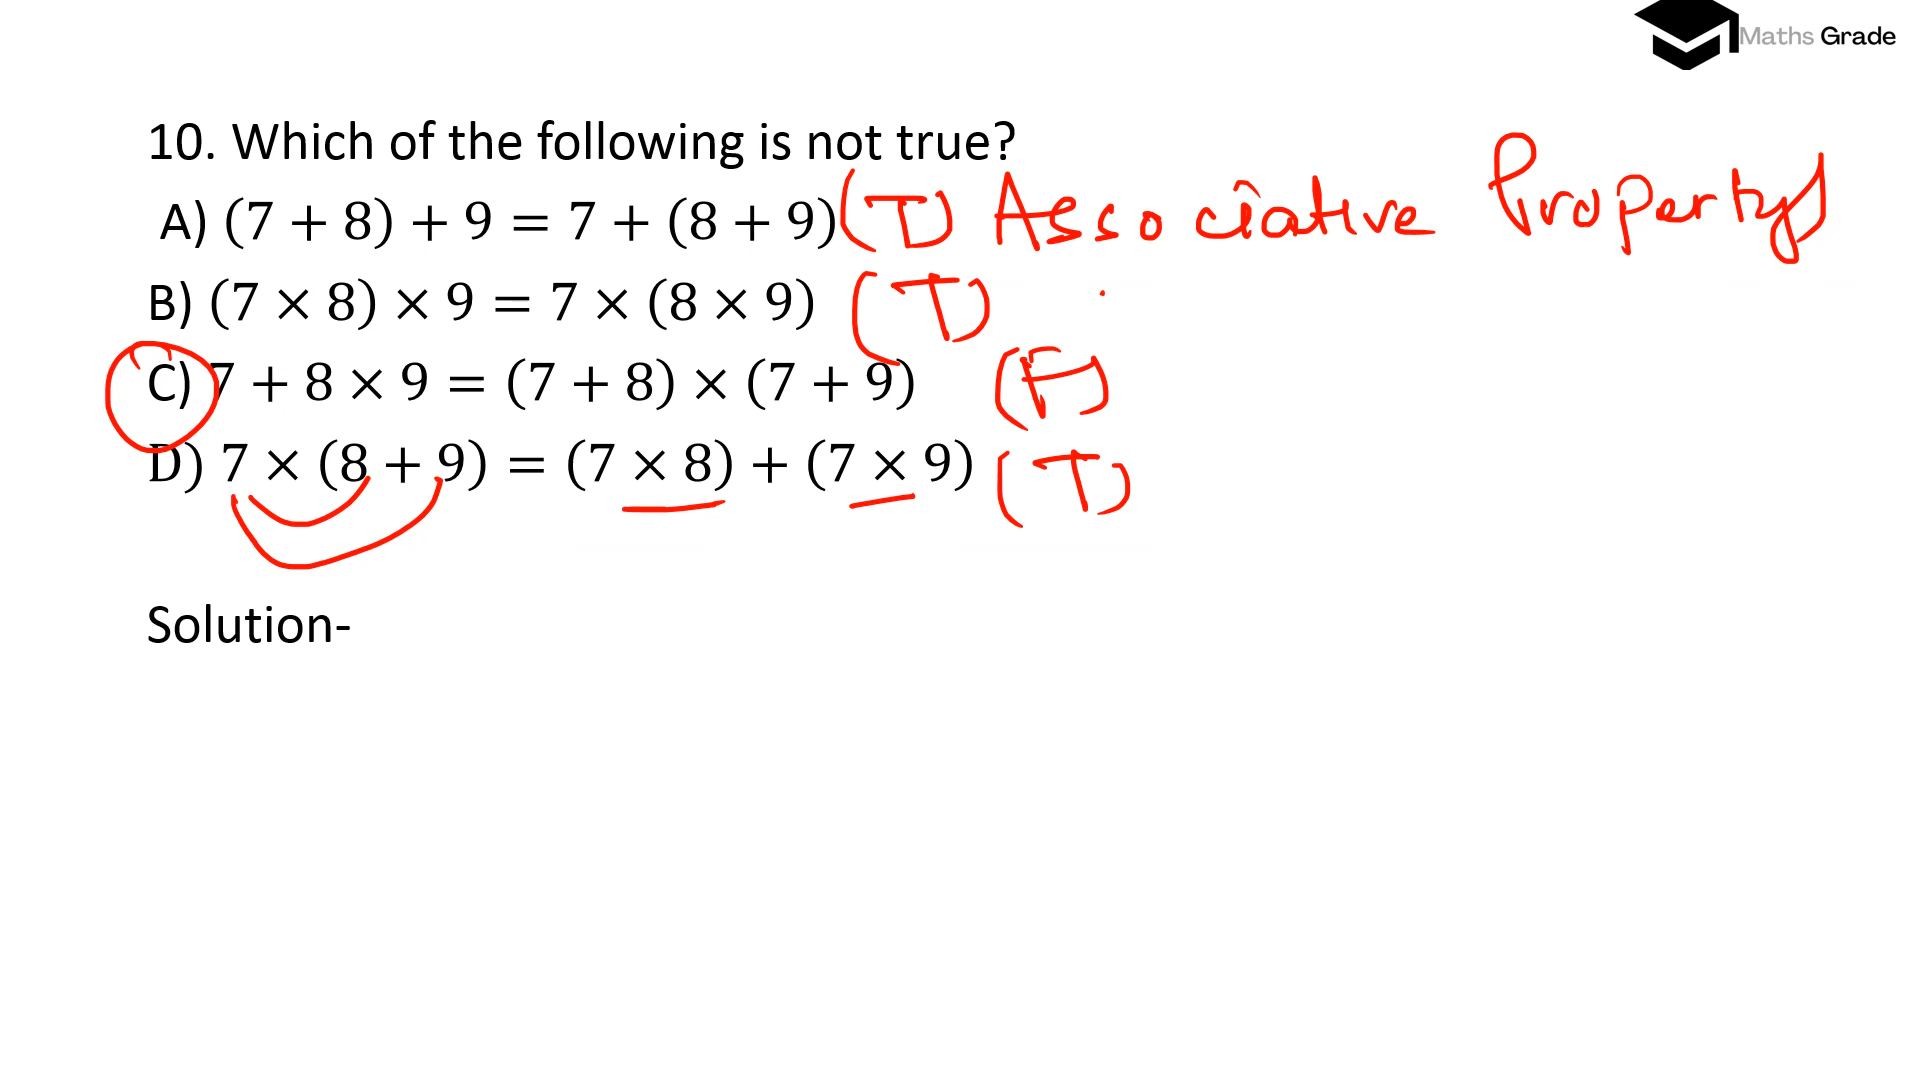 Maths Grade
10. Which of the following is not true?
A) (7 + 8) + 9 = 7 + (8 + 9) (T) Associative Property
B) (7 × 8) × 9 = 7 × (8 × 9) (T)
C) 7 + 8 × 9 = (7 + 8) × (7 + 9) (F)
D) 7 × (8 + 9) = (7 × 8) + (7 × 9) (T)
Solution-